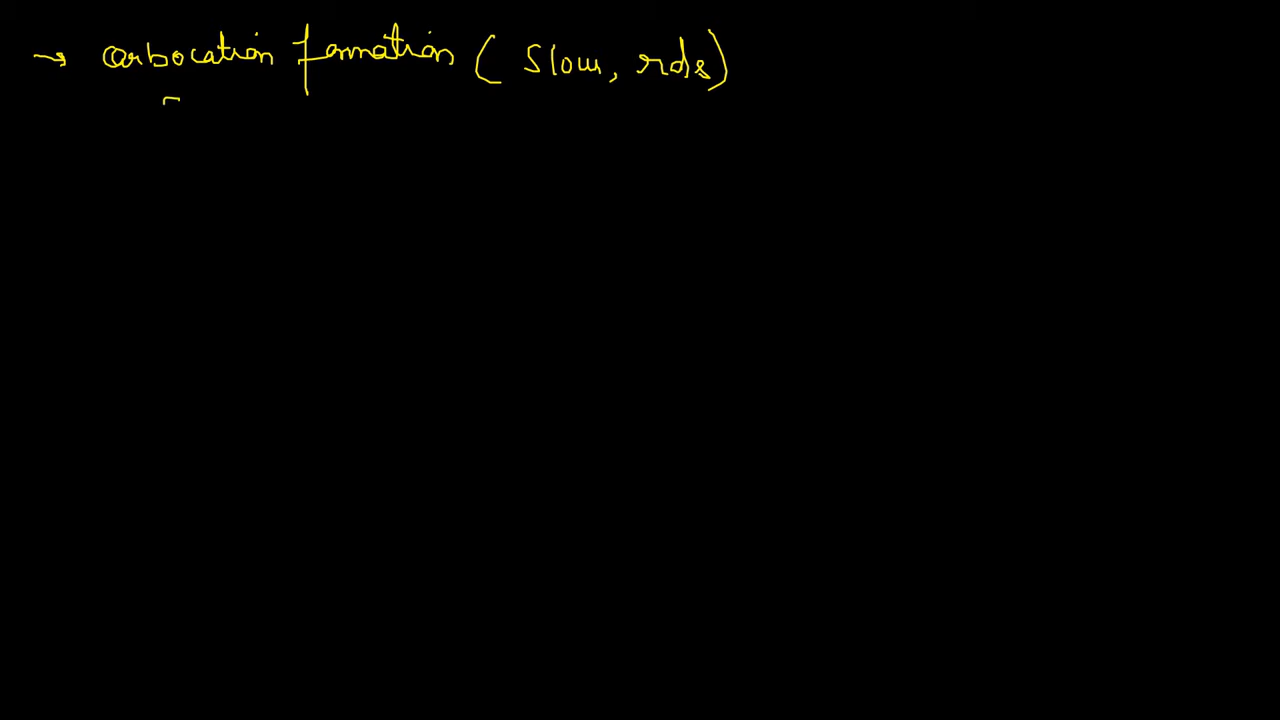 → carbocation formation ( slow, rds)